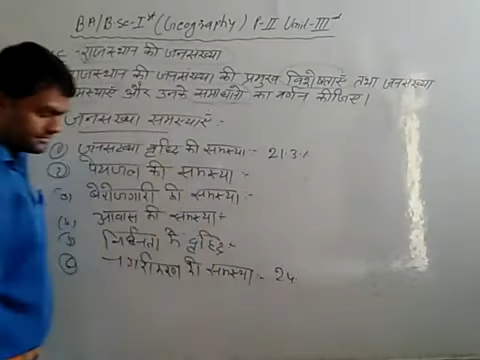 BA/B.Sc-Iˢᵗ (Geography) P-II Unit-III
राजस्थान की जनसंख्या
राजस्थान की जनसंख्या की प्रमुख विशेषताएँ तथा जनसंख्या
समस्याएँ और उनके समाधानों का वर्णन कीजिए।
जनसंख्या समस्याएँ:-
① जनसंख्या वृद्धि की समस्या:- 21.3%
② पेयजल की समस्या:-
③ बेरोजगारी की समस्या:-
(4) आवास की समस्या:-
⑤ निर्धनता में वृद्धि:-
⑥ नगरीकरण की समस्या:- 24